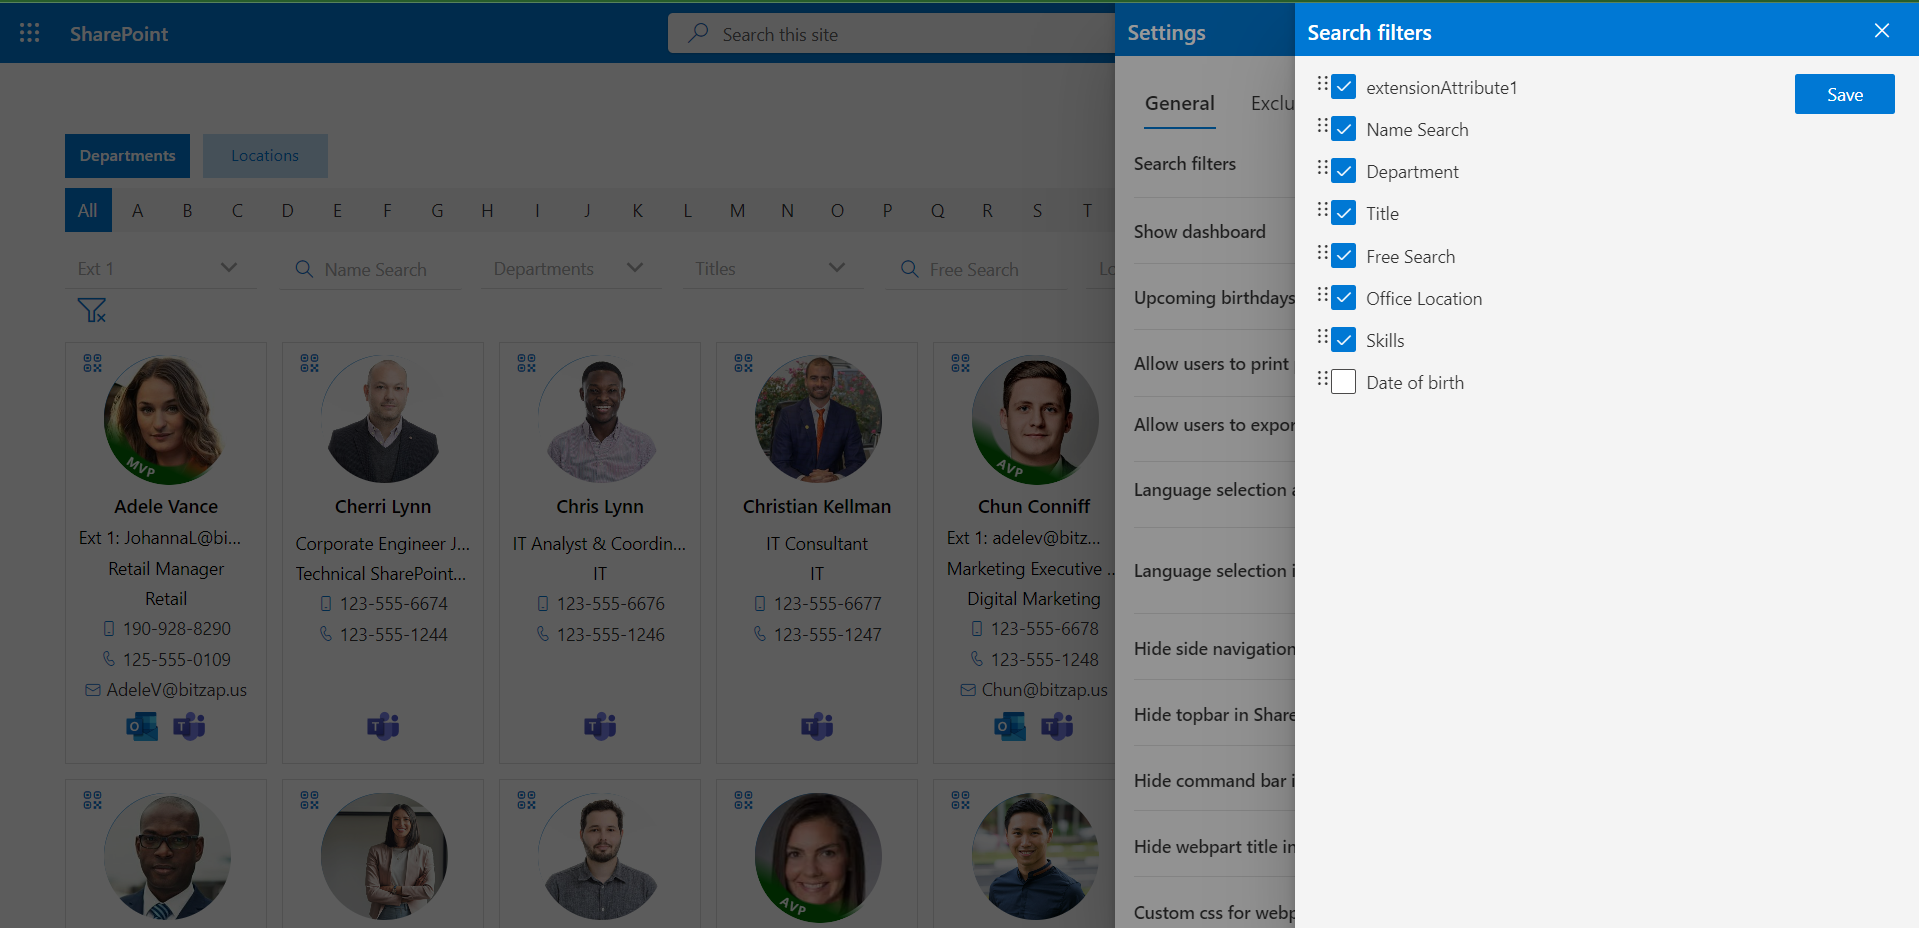 SharePoint
Search this site
Departments
Locations
All A B C D E F G H I J K L M N O P Q R S T
Ext 1
Name Search
Departments
Titles
Free Search
Lo
MVP
Adele Vance
Ext 1: JohannaL@bi...
Retail Manager
Retail
190-928-8290
125-555-0109
AdeleV@bitzap.us
Cherri Lynn
Corporate Engineer J...
Technical SharePoint...
123-555-6674
123-555-1244
Chris Lynn
IT Analyst & Coordin...
IT
123-555-6676
123-555-1246
Christian Kellman
IT Consultant
IT
123-555-6677
123-555-1247
AVP
Chun Conniff
Ext 1: adelev@bitz...
Marketing Executive ..
Digital Marketing
123-555-6678
123-555-1248
Chun@bitzap.us
AVP
Settings
General
Exclu
Search filters
Show dashboard
Upcoming birthdays
Allow users to print
Allow users to expor
Language selection a
Language selection i
Hide side navigation
Hide topbar in Share
Hide command bar i
Hide webpart title in
Custom css for webp
Search filters
Save
extensionAttribute1
Name Search
Department
Title
Free Search
Office Location
Skills
Date of birth